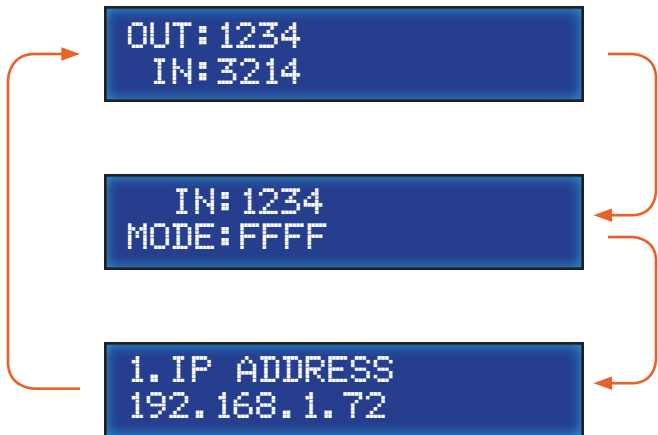 OUT:1234
IN:3214
IN:1234
MODE:FFFF
1.IP ADDRESS
192.168.1.72